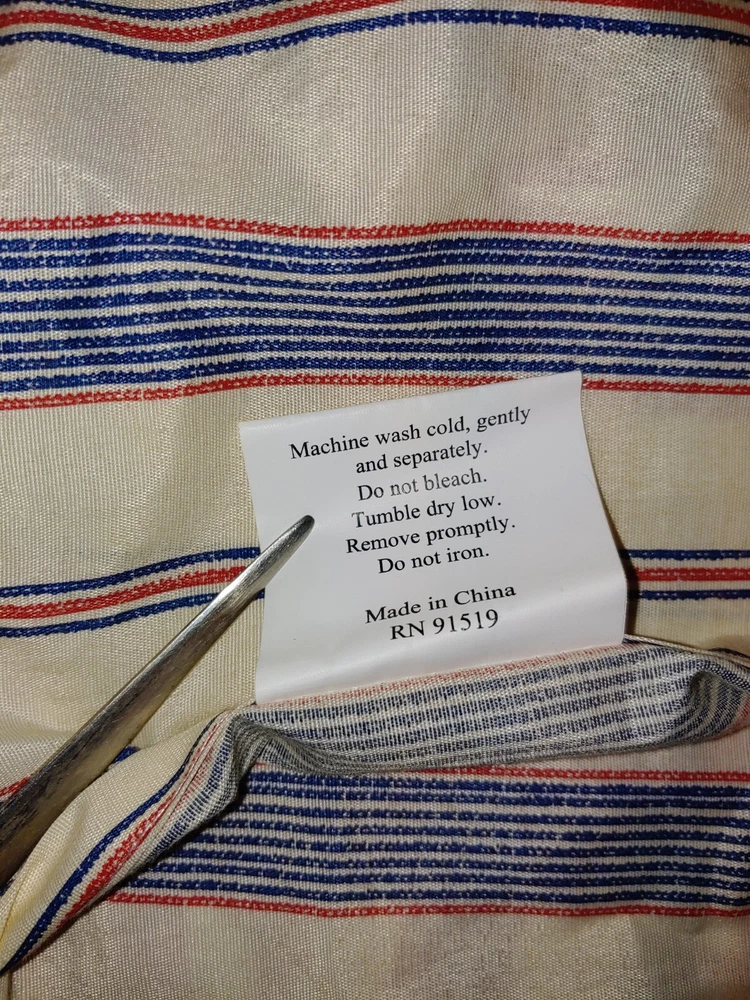 Machine wash cold, gently
and separately.
Do not bleach.
Tumble dry low.
Remove promptly.
Do not iron.
Made in China
RN 91519